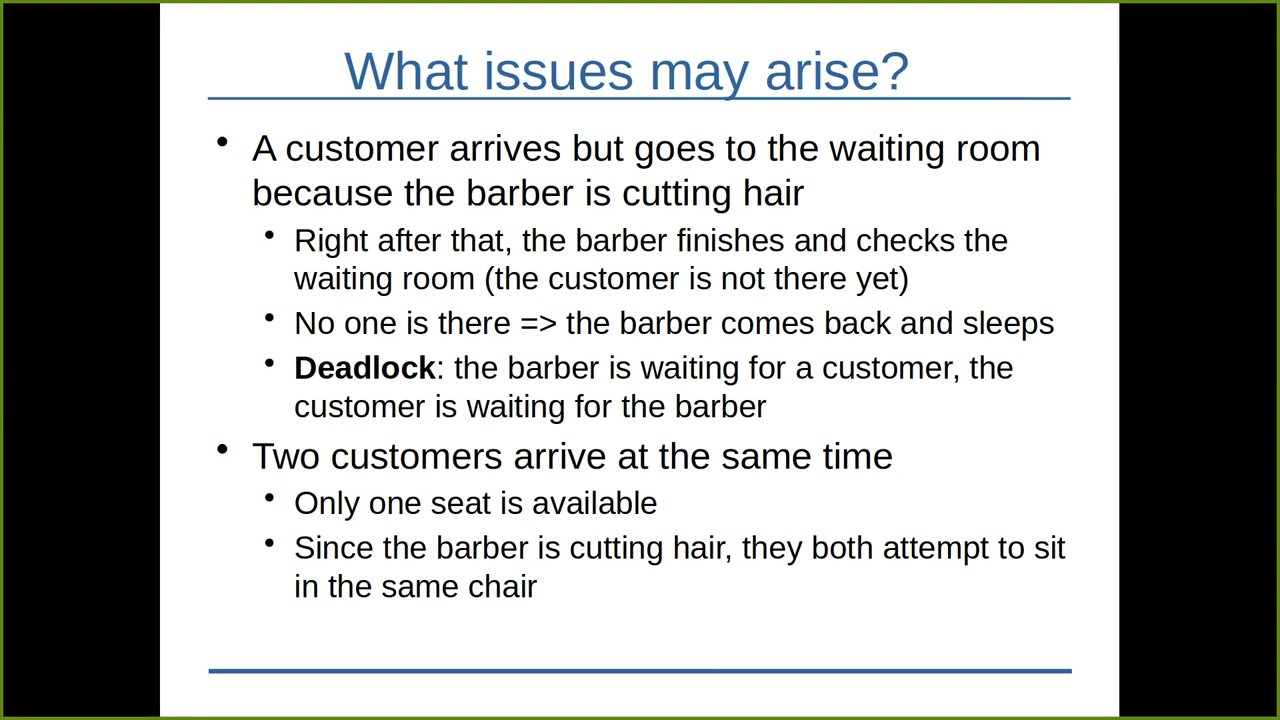 What issues may arise?
• A customer arrives but goes to the waiting room
because the barber is cutting hair
• Right after that, the barber finishes and checks the
waiting room (the customer is not there yet)
• No one is there => the barber comes back and sleeps
• Deadlock: the barber is waiting for a customer, the
customer is waiting for the barber
• Two customers arrive at the same time
• Only one seat is available
• Since the barber is cutting hair, they both attempt to sit
in the same chair